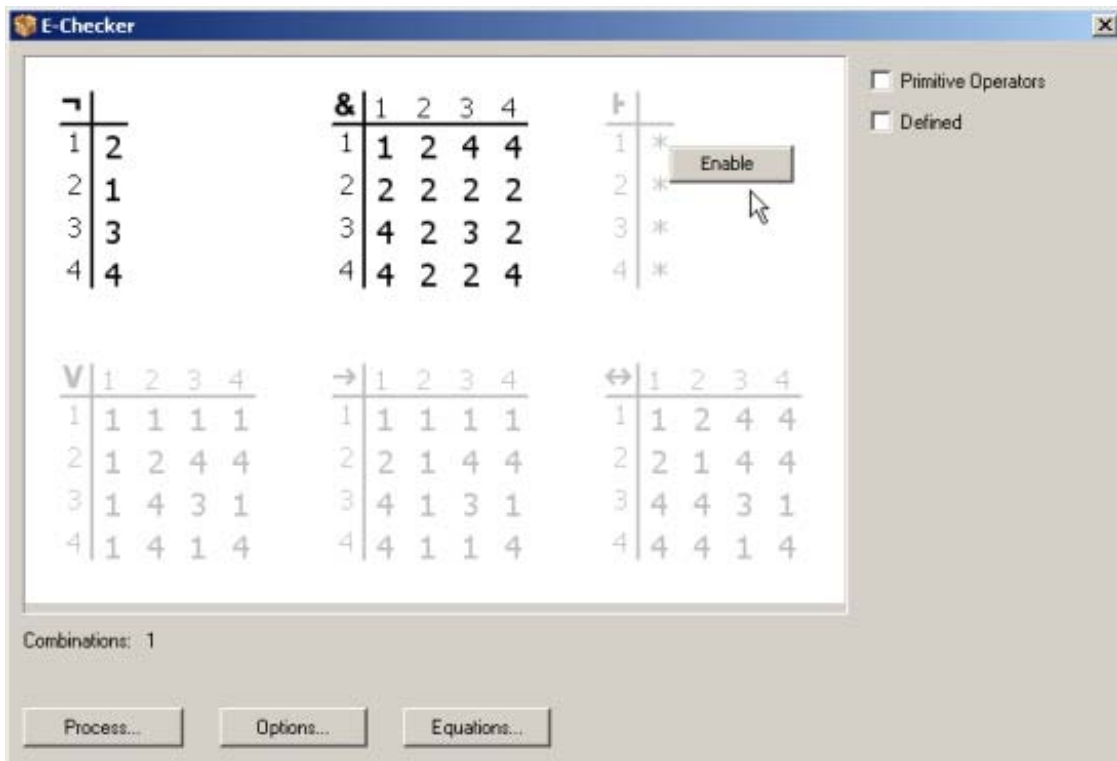 E-Checker
¬
1 2
2 1
3 3
4 4
& 1 2 3 4
1 1 2 4 4
2 2 2 2 2
3 4 2 3 2
4 4 2 2 4
⊦
1 *
2 *
3 *
4 *
Enable
Primitive Operators
Defined
V 1 2 3 4
1 1 1 1 1
2 1 2 4 4
3 1 4 3 1
4 1 4 1 4
→ 1 2 3 4
1 1 1 1 1
2 2 1 4 4
3 4 1 3 1
4 4 1 1 4
↔ 1 2 3 4
1 1 2 4 4
2 2 1 4 4
3 4 4 3 1
4 4 4 1 4
Combinations: 1
Process...
Options...
Equations...